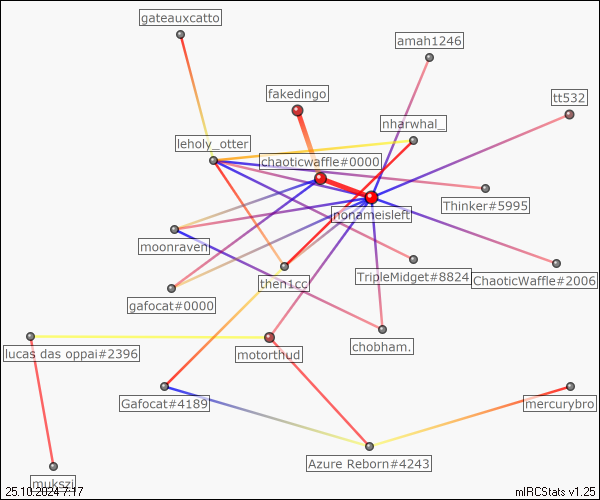 gateauxcatto
amah1246
fakedingo
tt532
nharwhal_
leholy_otter
chaoticwaffle#0000
Thinker#5995
nonameisleft
moonraven
TripleMidget#8824
ChaoticWaffle#2006
then1cc
gafocat#0000
chobham.
lucas das oppai#2396
motorthud
Gafocat#4189
mercurybro
Azure Reborn#4243
mukszi
25.10.2024 7:17
mIRCStats v1.25